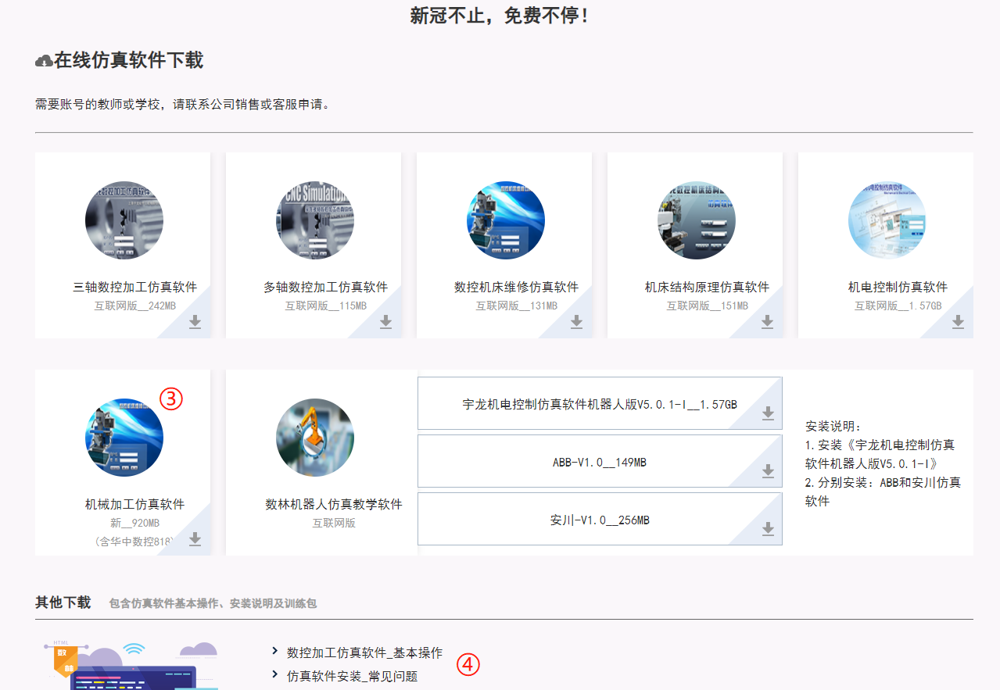 新冠不止，免费不停！
在线仿真软件下载
需要账号的教师或学校，请联系公司销售或客服申请。
CNC Simulation
三轴数控加工仿真软件
互联网版__242MB
多轴数控加工仿真软件
互联网版__115MB
数控机床维修仿真软件
互联网版__131MB
机床结构原理仿真软件
互联网版__151MB
机电控制仿真软件
互联网版__1.57GB
③
机械加工仿真软件
新__920MB
（含华中数控818）
数林机器人仿真教学软件
互联网版
宇龙机电控制仿真软件机器人版V5.0.1-I__1.57GB
ABB-V1.0__149MB
安川-V1.0__256MB
安装说明：
1.安装《宇龙机电控制仿真
软件机器人版V5.0.1-I》
2.分别安装：ABB和安川仿真
软件
其他下载 包含仿真软件基本操作、安装说明及训练包
HTML
数
林
数控加工仿真软件_基本操作
仿真软件安装_常见问题
④